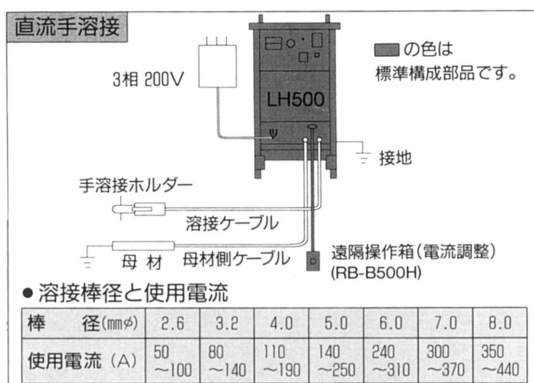 直流手溶接
3相 200V
LH500
の色は
標準構成部品です。
接地
手溶接ホルダー
溶接ケーブル
母材
母材側ケーブル
遠隔操作箱(電流調整)
(RB-B500H)
●溶接棒径と使用電流
棒 径(mmφ) 2.6 3.2 4.0 5.0 6.0 7.0 8.0
使用電流(A) 50～100 80～140 110～190 140～250 240～310 300～370 350～440